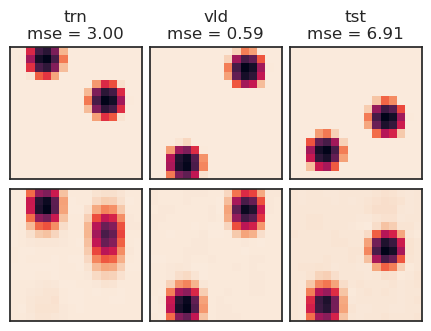 trn vld tst
mse = 3.00 mse = 0.59 mse = 6.91